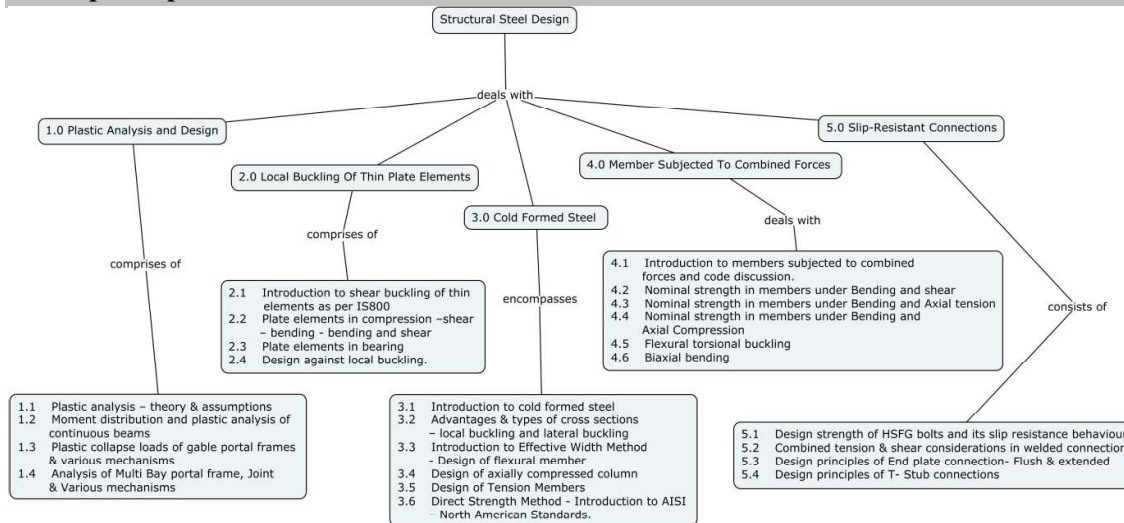 Structural Steel Design
deals with
1.0 Plastic Analysis and Design
5.0 Slip-Resistant Connections
2.0 Local Buckling Of Thin Plate Elements
4.0 Member Subjected To Combined Forces
3.0 Cold Formed Steel
deals with
comprises of
comprises of
encompasses
consists of
4.1 Introduction to members subjected to combined
forces and code discussion.
4.2 Nominal strength in members under Bending and shear
4.3 Nominal strength in members under Bending and Axial tension
4.4 Nominal strength in members under Bending and
Axial Compression
4.5 Flexural torsional buckling
4.6 Biaxial bending
2.1 Introduction to shear buckling of thin
elements as per IS800
2.2 Plate elements in compression –shear
– bending - bending and shear
2.3 Plate elements in bearing
2.4 Design against local buckling.
1.1 Plastic analysis – theory & assumptions
1.2 Moment distribution and plastic analysis of
continuous beams
1.3 Plastic collapse loads of gable portal frames
& various mechanisms
1.4 Analysis of Multi Bay portal frame, Joint
& Various mechanisms
3.1 Introduction to cold formed steel
3.2 Advantages & types of cross sections
– local buckling and lateral buckling
3.3 Introduction to Effective Width Method
- Design of flexural member
3.4 Design of axially compressed column
3.5 Design of Tension Members
3.6 Direct Strength Method - Introduction to AISI
– North American Standards.
5.1 Design strength of HSFG bolts and its slip resistance behaviour
5.2 Combined tension & shear considerations in welded connection
5.3 Design principles of End plate connection- Flush & extended
5.4 Design principles of T- Stub connections